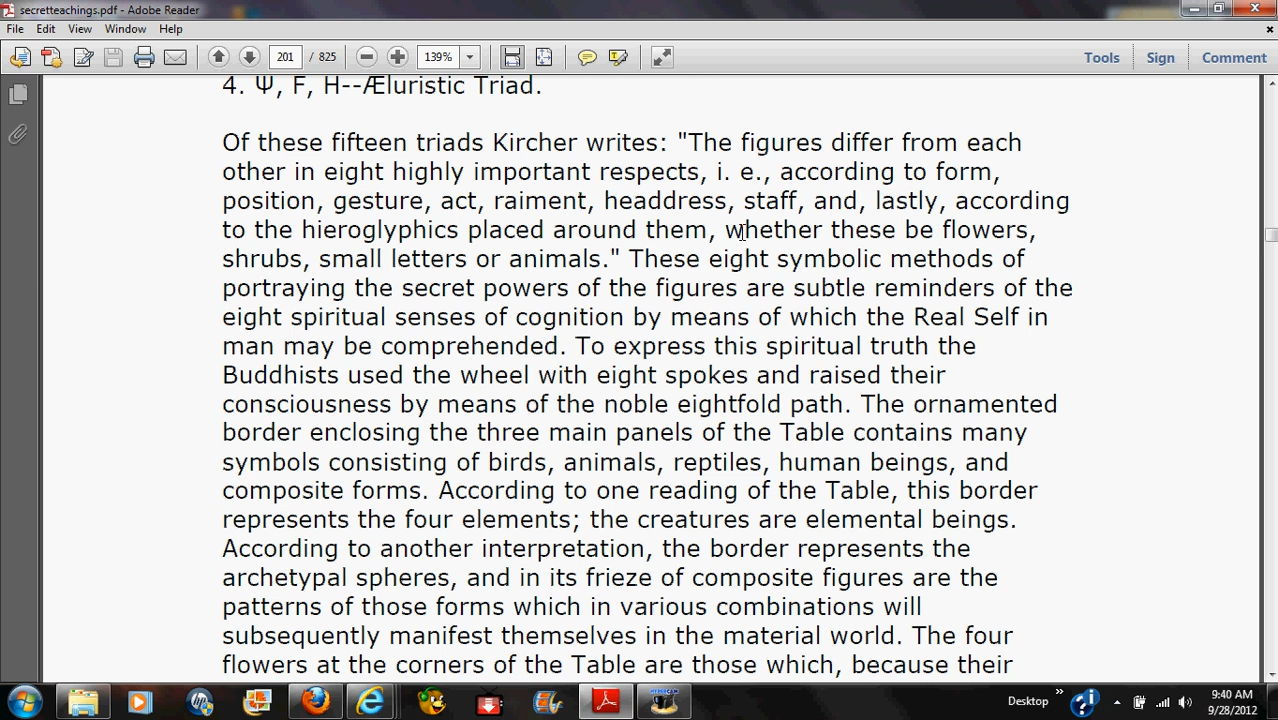 secretteachings.pdf - Adobe Reader
File Edit View Window Help
201 / 825 139% Tools Sign Comment
4. Ψ, F, H--Æluristic Triad.
Of these fifteen triads Kircher writes: "The figures differ from each
other in eight highly important respects, i. e., according to form,
position, gesture, act, raiment, headdress, staff, and, lastly, according
to the hieroglyphics placed around them, whether these be flowers,
shrubs, small letters or animals." These eight symbolic methods of
portraying the secret powers of the figures are subtle reminders of the
eight spiritual senses of cognition by means of which the Real Self in
man may be comprehended. To express this spiritual truth the
Buddhists used the wheel with eight spokes and raised their
consciousness by means of the noble eightfold path. The ornamented
border enclosing the three main panels of the Table contains many
symbols consisting of birds, animals, reptiles, human beings, and
composite forms. According to one reading of the Table, this border
represents the four elements; the creatures are elemental beings.
According to another interpretation, the border represents the
archetypal spheres, and in its frieze of composite figures are the
patterns of those forms which in various combinations will
subsequently manifest themselves in the material world. The four
flowers at the corners of the Table are those which, because their
Desktop » 9:40 AM
9/28/2012